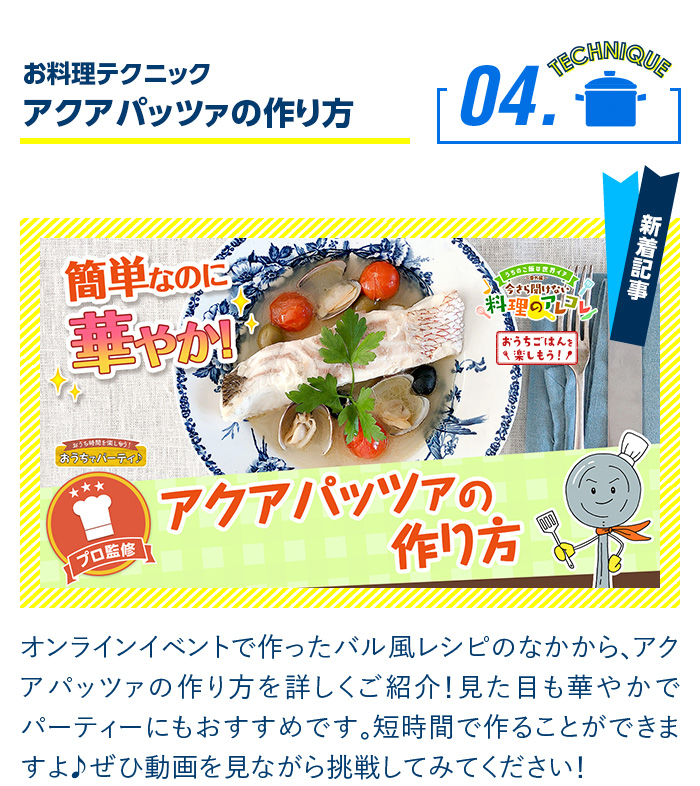 お料理テクニック
アクアパッツァの作り方
04.
TECHNIQUE
新着記事
簡単なのに
華やか!
うちのご飯は世界イチ
番外編
今さら聞けない
料理のアレコレ
おうちごはんを
楽しもう!
おうち時間を楽しもう!
おうちでパーティ♪
プロ監修
アクアパッツァの
作り方
オンラインイベントで作ったバル風レシピのなかから、アク
アパッツァの作り方を詳しくご紹介！見た目も華やかで
パーティーにもおすすめです。短時間で作ることができま
すよ♪ぜひ動画を見ながら挑戦してみてください！